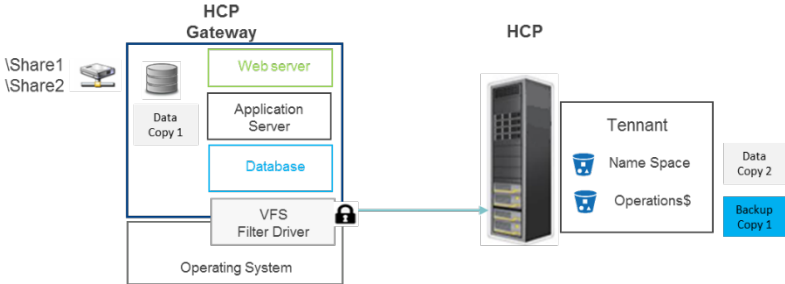 HCP
Gateway
HCP
\Share1
\Share2
Web server
Data
Copy 1
Application
Server
Database
VFS
Filter Driver
Operating System
Tennant
Name Space
Operations$
Data
Copy 2
Backup
Copy 1